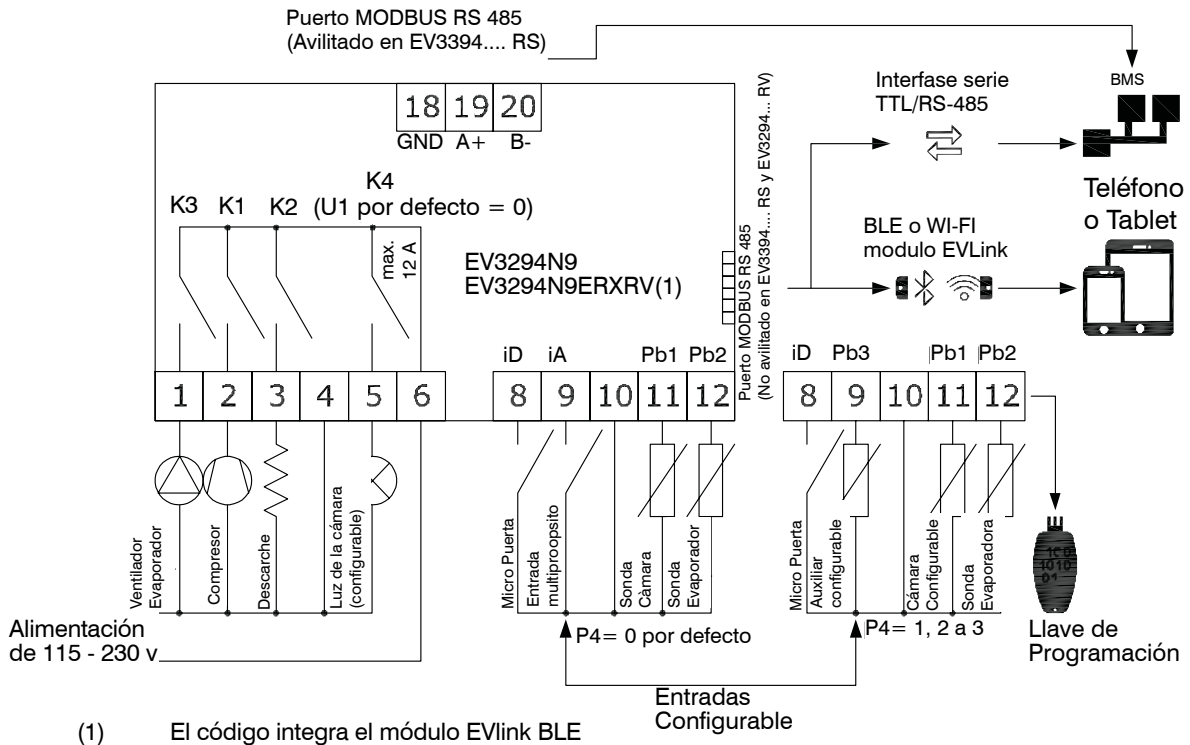 Puerto MODBUS RS 485
(Avilitado en EV3394.... RS)
Interfase serie
TTL/RS-485
BMS
18 19 20
GND A+ B-
K4
K3 K1 K2 (U1 por defecto = 0)
max.
12 A
EV3294N9
EV3294N9ERXRV(1)
Puerto MODBUS RS 485
(No avilitado en EV3394.... RS y EV3294... RV)
BLE o WI-FI
modulo EVLink
Teléfono
o Tablet
iD iA Pb1 Pb2
iD Pb3 Pb1 Pb2
1 2 3 4 5 6
8 9 10 11 12
8 9 10 11 12
Ventilador
Evaporador
Compresor
Descarche
Luz de la cámara
(configurable)
Micro Puerta
Entrada
multiproopsito
Sonda
Càmara
Sonda
Evaporador
Micro Puerta
Auxiliar
configurable
Cámara
Configurable
Sonda
Evaporadora
1C0
1010
01
Alimentación
de 115 - 230 v
P4= 0 por defecto
P4= 1, 2 a 3
Llave de
Programación
Entradas
Configurable
(1) El código integra el módulo EVlink BLE